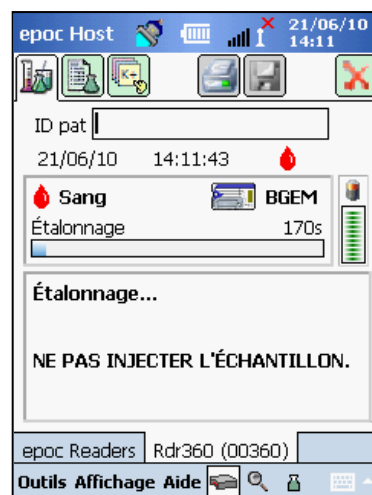 epoc Host 21/06/10
14:11
K+
ID pat
21/06/10 14:11:43
Sang BGEM
Étalonnage 170s
Étalonnage...
NE PAS INJECTER L'ÉCHANTILLON.
epoc Readers Rdr360 (00360)
Outils Affichage Aide